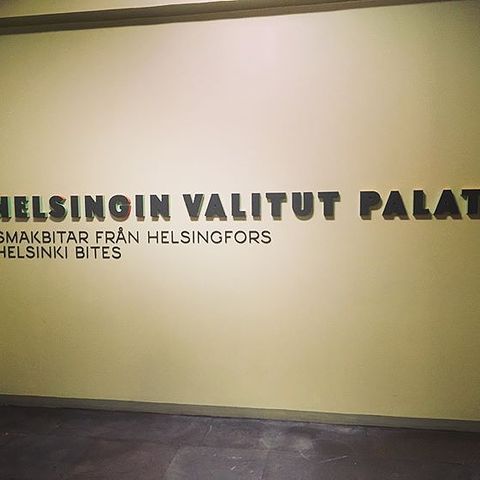 HELSINGIN VALITUT PALAT
SMAKBITAR FRÅN HELSINGFORS
HELSINKI BITES